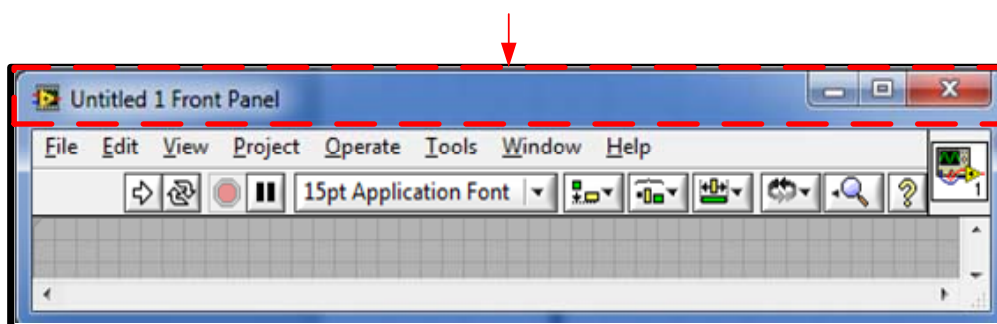 Untitled 1 Front Panel
File Edit View Project Operate Tools Window Help
15pt Application Font ?
1